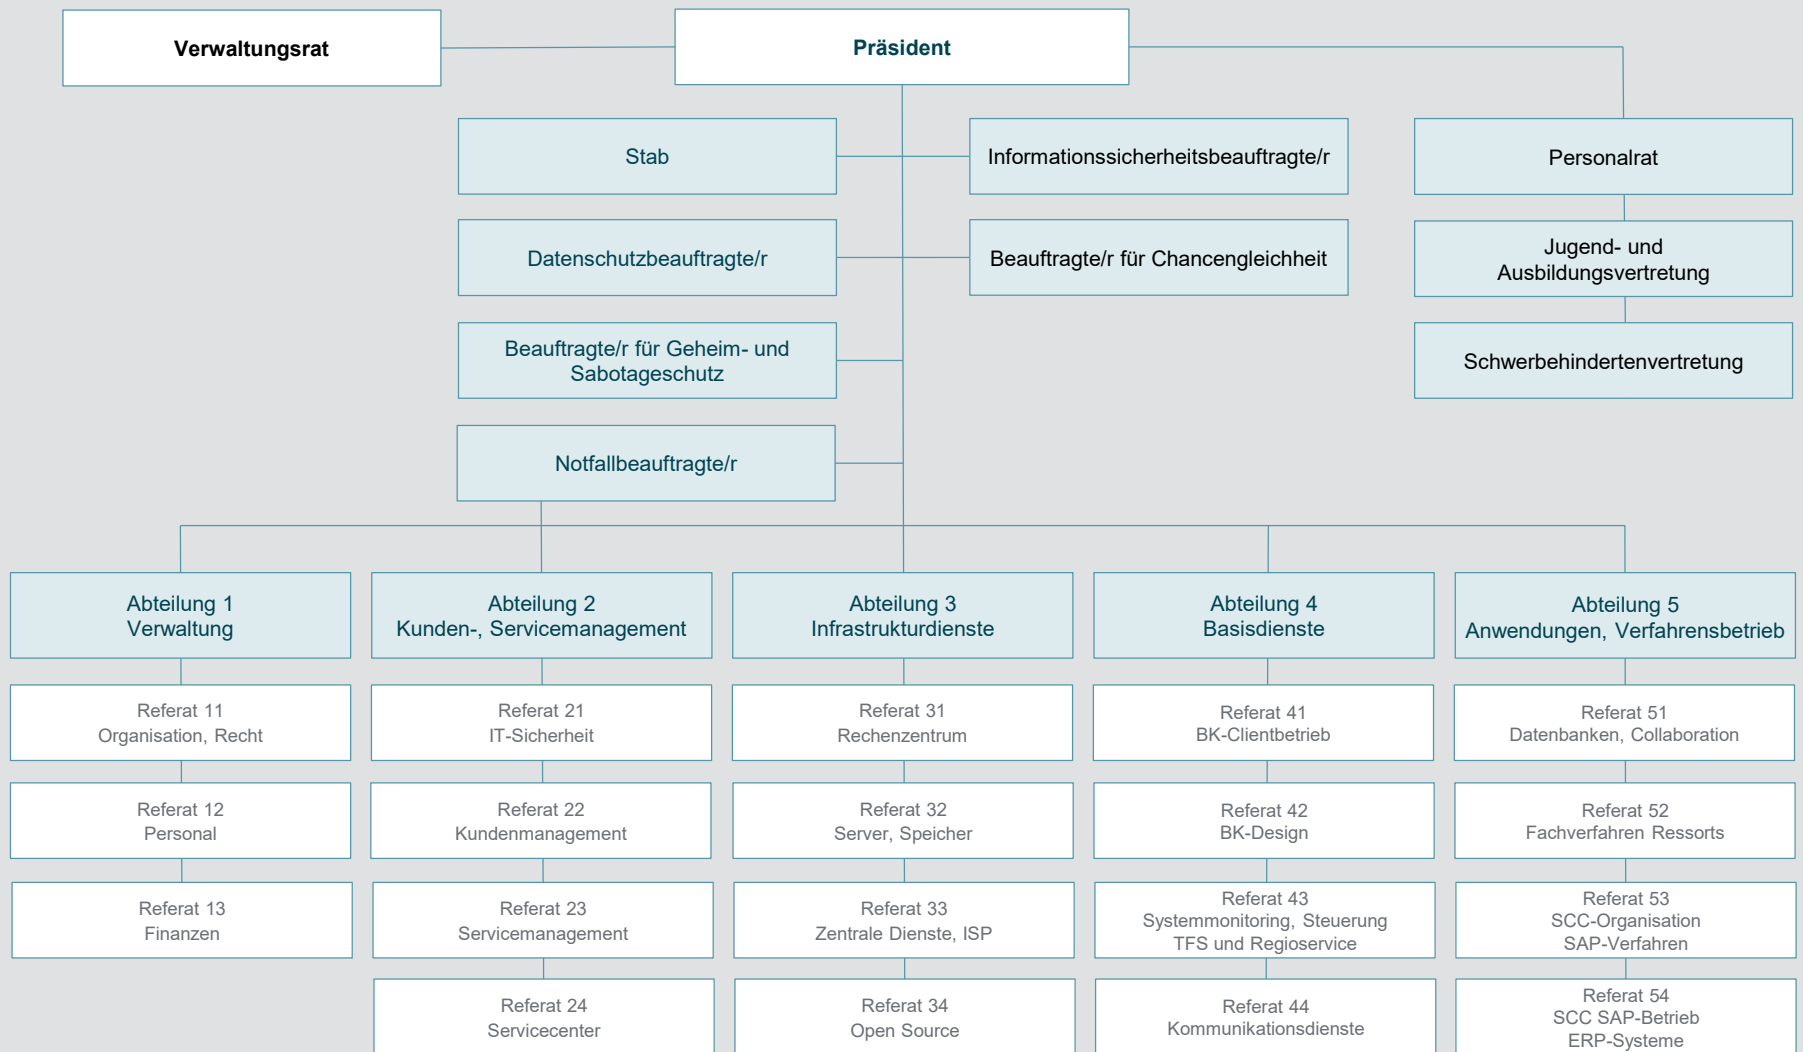 Verwaltungsrat
Präsident
Stab
Informationssicherheitsbeauftragte/r
Personalrat
Datenschutzbeauftragte/r
Beauftragte/r für Chancengleichheit
Jugend- und
Ausbildungsvertretung
Beauftragte/r für Geheim- und
Sabotageschutz
Schwerbehindertenvertretung
Notfallbeauftragte/r
Abteilung 1
Verwaltung
Abteilung 2
Kunden-, Servicemanagement
Abteilung 3
Infrastrukturdienste
Abteilung 4
Basisdienste
Abteilung 5
Anwendungen, Verfahrensbetrieb
Referat 11
Organisation, Recht
Referat 21
IT-Sicherheit
Referat 31
Rechenzentrum
Referat 41
BK-Clientbetrieb
Referat 51
Datenbanken, Collaboration
Referat 12
Personal
Referat 22
Kundenmanagement
Referat 32
Server, Speicher
Referat 42
BK-Design
Referat 52
Fachverfahren Ressorts
Referat 13
Finanzen
Referat 23
Servicemanagement
Referat 33
Zentrale Dienste, ISP
Referat 43
Systemmonitoring, Steuerung
TFS und Regioservice
Referat 53
SCC-Organisation
SAP-Verfahren
Referat 24
Servicecenter
Referat 34
Open Source
Referat 44
Kommunikationsdienste
Referat 54
SCC SAP-Betrieb
ERP-Systeme